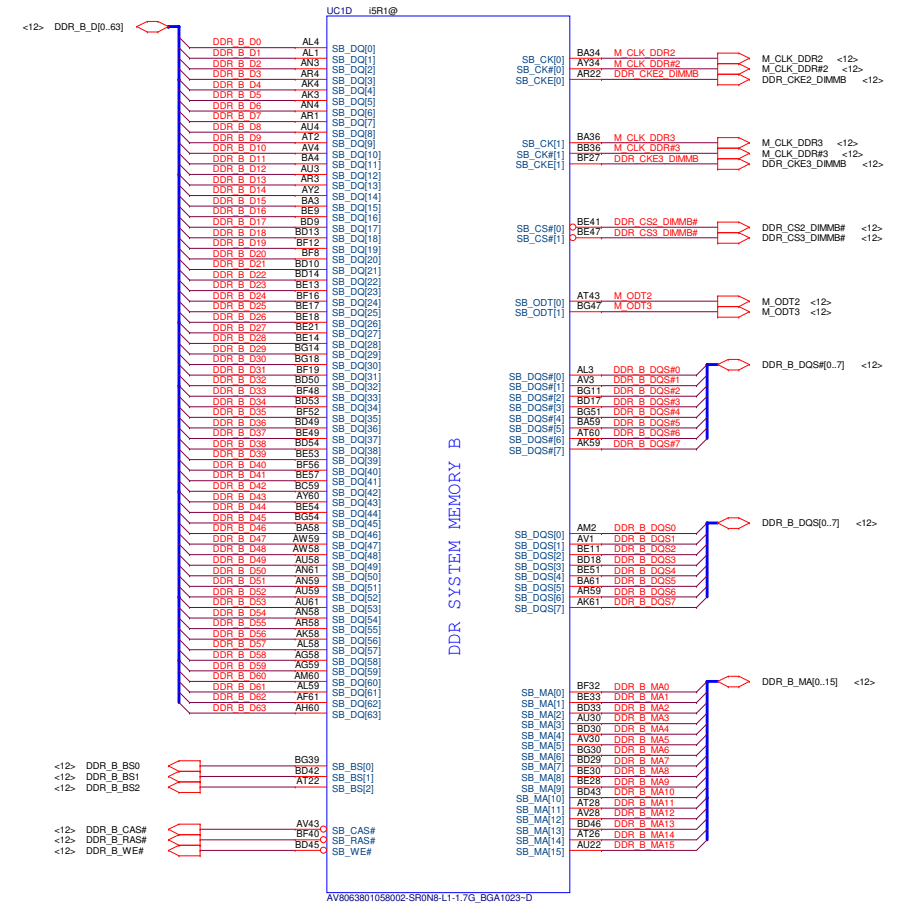 UC1D i5R1@
<12> DDR_B_D[0..63]
DDR_B_D0 AL4 SB_DQ[0]
DDR_B_D1 AL1 SB_DQ[1]
DDR_B_D2 AN3 SB_DQ[2]
DDR_B_D3 AR4 SB_DQ[3]
DDR_B_D4 AK4 SB_DQ[4]
DDR_B_D5 AK3 SB_DQ[5]
DDR_B_D6 AN4 SB_DQ[6]
DDR_B_D7 AR1 SB_DQ[7]
DDR_B_D8 AU4 SB_DQ[8]
DDR_B_D9 AT2 SB_DQ[9]
DDR_B_D10 AV4 SB_DQ[10]
DDR_B_D11 BA4 SB_DQ[11]
DDR_B_D12 AU3 SB_DQ[12]
DDR_B_D13 AR3 SB_DQ[13]
DDR_B_D14 AY2 SB_DQ[14]
DDR_B_D15 BA3 SB_DQ[15]
DDR_B_D16 BE9 SB_DQ[16]
DDR_B_D17 BD9 SB_DQ[17]
DDR_B_D18 BD13 SB_DQ[18]
DDR_B_D19 BF12 SB_DQ[19]
DDR_B_D20 BF8 SB_DQ[20]
DDR_B_D21 BD10 SB_DQ[21]
DDR_B_D22 BD14 SB_DQ[22]
DDR_B_D23 BE13 SB_DQ[23]
DDR_B_D24 BF16 SB_DQ[24]
DDR_B_D25 BE17 SB_DQ[25]
DDR_B_D26 BE18 SB_DQ[26]
DDR_B_D27 BE21 SB_DQ[27]
DDR_B_D28 BE14 SB_DQ[28]
DDR_B_D29 BG14 SB_DQ[29]
DDR_B_D30 BG18 SB_DQ[30]
DDR_B_D31 BF19 SB_DQ[31]
DDR_B_D32 BD50 SB_DQ[32]
DDR_B_D33 BF48 SB_DQ[33]
DDR_B_D34 BD53 SB_DQ[34]
DDR_B_D35 BF52 SB_DQ[35]
DDR_B_D36 BD49 SB_DQ[36]
DDR_B_D37 BE49 SB_DQ[37]
DDR_B_D38 BD54 SB_DQ[38]
DDR_B_D39 BE53 SB_DQ[39]
DDR_B_D40 BF56 SB_DQ[40]
DDR_B_D41 BE57 SB_DQ[41]
DDR_B_D42 BC59 SB_DQ[42]
DDR_B_D43 AY60 SB_DQ[43]
DDR_B_D44 BE54 SB_DQ[44]
DDR_B_D45 BG54 SB_DQ[45]
DDR_B_D46 BA58 SB_DQ[46]
DDR_B_D47 AW59 SB_DQ[47]
DDR_B_D48 AW58 SB_DQ[48]
DDR_B_D49 AU58 SB_DQ[49]
DDR_B_D50 AN61 SB_DQ[50]
DDR_B_D51 AN59 SB_DQ[51]
DDR_B_D52 AU59 SB_DQ[52]
DDR_B_D53 AU61 SB_DQ[53]
DDR_B_D54 AN58 SB_DQ[54]
DDR_B_D55 AR58 SB_DQ[55]
DDR_B_D56 AK58 SB_DQ[56]
DDR_B_D57 AL58 SB_DQ[57]
DDR_B_D58 AG58 SB_DQ[58]
DDR_B_D59 AG59 SB_DQ[59]
DDR_B_D60 AM60 SB_DQ[60]
DDR_B_D61 AL59 SB_DQ[61]
DDR_B_D62 AF61 SB_DQ[62]
DDR_B_D63 AH60 SB_DQ[63]
<12> DDR_B_BS0 BG39 SB_BS[0]
<12> DDR_B_BS1 BD42 SB_BS[1]
<12> DDR_B_BS2 AT22 SB_BS[2]
<12> DDR_B_CAS# AV43 SB_CAS#
<12> DDR_B_RAS# BF40 SB_RAS#
<12> DDR_B_WE# BD45 SB_WE#
DDR SYSTEM MEMORY B
SB_CK[0] BA34 M_CLK_DDR2 M_CLK_DDR2 <12>
SB_CK#[0] AY34 M_CLK_DDR#2 M_CLK_DDR#2 <12>
SB_CKE[0] AR22 DDR_CKE2_DIMMB DDR_CKE2_DIMMB <12>
SB_CK[1] BA36 M_CLK_DDR3 M_CLK_DDR3 <12>
SB_CK#[1] BB36 M_CLK_DDR#3 M_CLK_DDR#3 <12>
SB_CKE[1] BF27 DDR_CKE3_DIMMB DDR_CKE3_DIMMB <12>
SB_CS#[0] BE41 DDR_CS2_DIMMB# DDR_CS2_DIMMB# <12>
SB_CS#[1] BE47 DDR_CS3_DIMMB# DDR_CS3_DIMMB# <12>
SB_ODT[0] AT43 M_ODT2 M_ODT2 <12>
SB_ODT[1] BG47 M_ODT3 M_ODT3 <12>
DDR_B_DQS#[0..7] <12>
SB_DQS#[0] AL3 DDR_B_DQS#0
SB_DQS#[1] AV3 DDR_B_DQS#1
SB_DQS#[2] BG11 DDR_B_DQS#2
SB_DQS#[3] BD17 DDR_B_DQS#3
SB_DQS#[4] BG51 DDR_B_DQS#4
SB_DQS#[5] BA59 DDR_B_DQS#5
SB_DQS#[6] AT60 DDR_B_DQS#6
SB_DQS#[7] AK59 DDR_B_DQS#7
DDR_B_DQS[0..7] <12>
SB_DQS[0] AM2 DDR_B_DQS0
SB_DQS[1] AV1 DDR_B_DQS1
SB_DQS[2] BE11 DDR_B_DQS2
SB_DQS[3] BD18 DDR_B_DQS3
SB_DQS[4] BE51 DDR_B_DQS4
SB_DQS[5] BA61 DDR_B_DQS5
SB_DQS[6] AR59 DDR_B_DQS6
SB_DQS[7] AK61 DDR_B_DQS7
DDR_B_MA[0..15] <12>
SB_MA[0] BF32 DDR_B_MA0
SB_MA[1] BE33 DDR_B_MA1
SB_MA[2] BD33 DDR_B_MA2
SB_MA[3] AU30 DDR_B_MA3
SB_MA[4] BD30 DDR_B_MA4
SB_MA[5] AV30 DDR_B_MA5
SB_MA[6] BG30 DDR_B_MA6
SB_MA[7] BD29 DDR_B_MA7
SB_MA[8] BE30 DDR_B_MA8
SB_MA[9] BE28 DDR_B_MA9
SB_MA[10] BD43 DDR_B_MA10
SB_MA[11] AT28 DDR_B_MA11
SB_MA[12] AV28 DDR_B_MA12
SB_MA[13] BD46 DDR_B_MA13
SB_MA[14] AT26 DDR_B_MA14
SB_MA[15] AU22 DDR_B_MA15
AV8063801058002-SR0N8-L1-1.7G_BGA1023~D